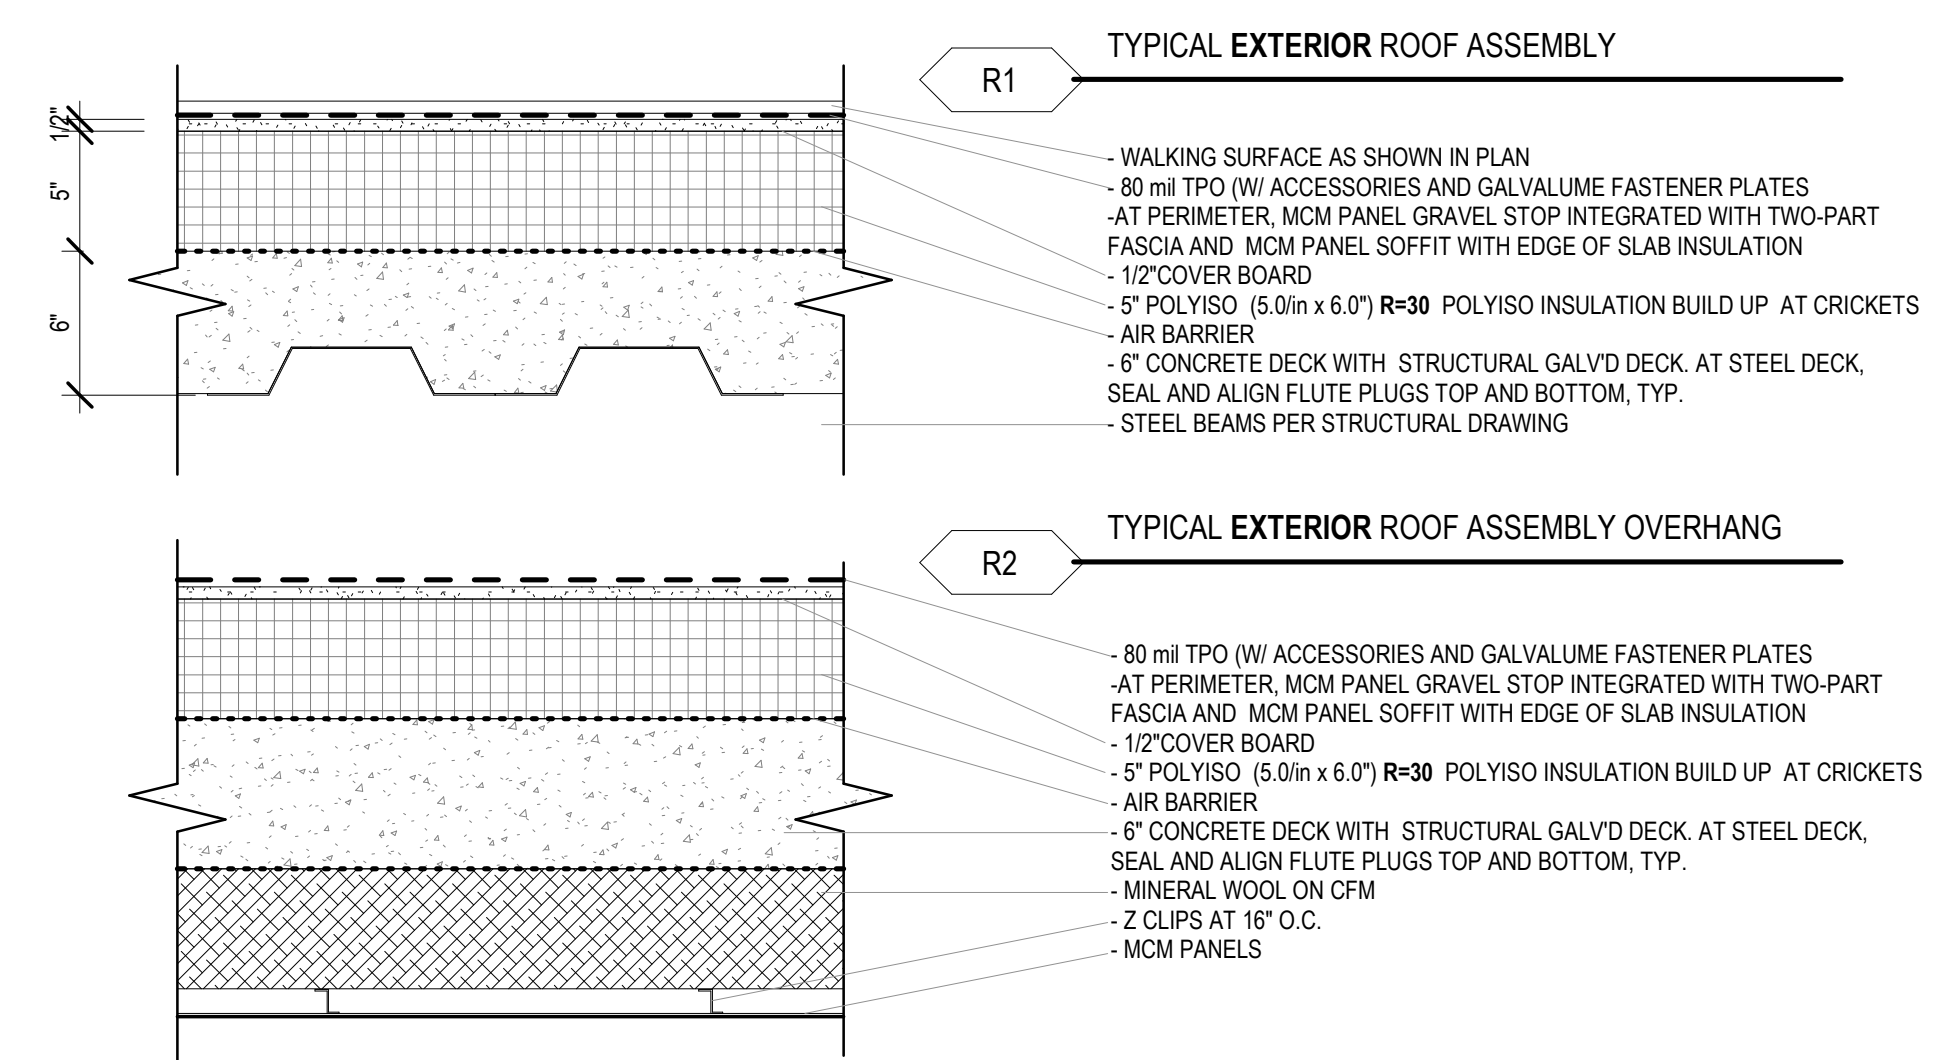 TYPICAL EXTERIOR ROOF ASSEMBLY
R1
1/2"
5"
6"
- WALKING SURFACE AS SHOWN IN PLAN
- 80 mil TPO (W/ ACCESSORIES AND GALVALUME FASTENER PLATES
-AT PERIMETER, MCM PANEL GRAVEL STOP INTEGRATED WITH TWO-PART
FASCIA AND MCM PANEL SOFFIT WITH EDGE OF SLAB INSULATION
- 1/2"COVER BOARD
- 5" POLYISO (5.0/in x 6.0") R=30 POLYISO INSULATION BUILD UP AT CRICKETS
- AIR BARRIER
- 6" CONCRETE DECK WITH STRUCTURAL GALV'D DECK. AT STEEL DECK,
SEAL AND ALIGN FLUTE PLUGS TOP AND BOTTOM, TYP.
- STEEL BEAMS PER STRUCTURAL DRAWING
TYPICAL EXTERIOR ROOF ASSEMBLY OVERHANG
R2
- 80 mil TPO (W/ ACCESSORIES AND GALVALUME FASTENER PLATES
-AT PERIMETER, MCM PANEL GRAVEL STOP INTEGRATED WITH TWO-PART
FASCIA AND MCM PANEL SOFFIT WITH EDGE OF SLAB INSULATION
- 1/2"COVER BOARD
- 5" POLYISO (5.0/in x 6.0") R=30 POLYISO INSULATION BUILD UP AT CRICKETS
- AIR BARRIER
- 6" CONCRETE DECK WITH STRUCTURAL GALV'D DECK. AT STEEL DECK,
SEAL AND ALIGN FLUTE PLUGS TOP AND BOTTOM, TYP.
- MINERAL WOOL ON CFM
- Z CLIPS AT 16" O.C.
- MCM PANELS